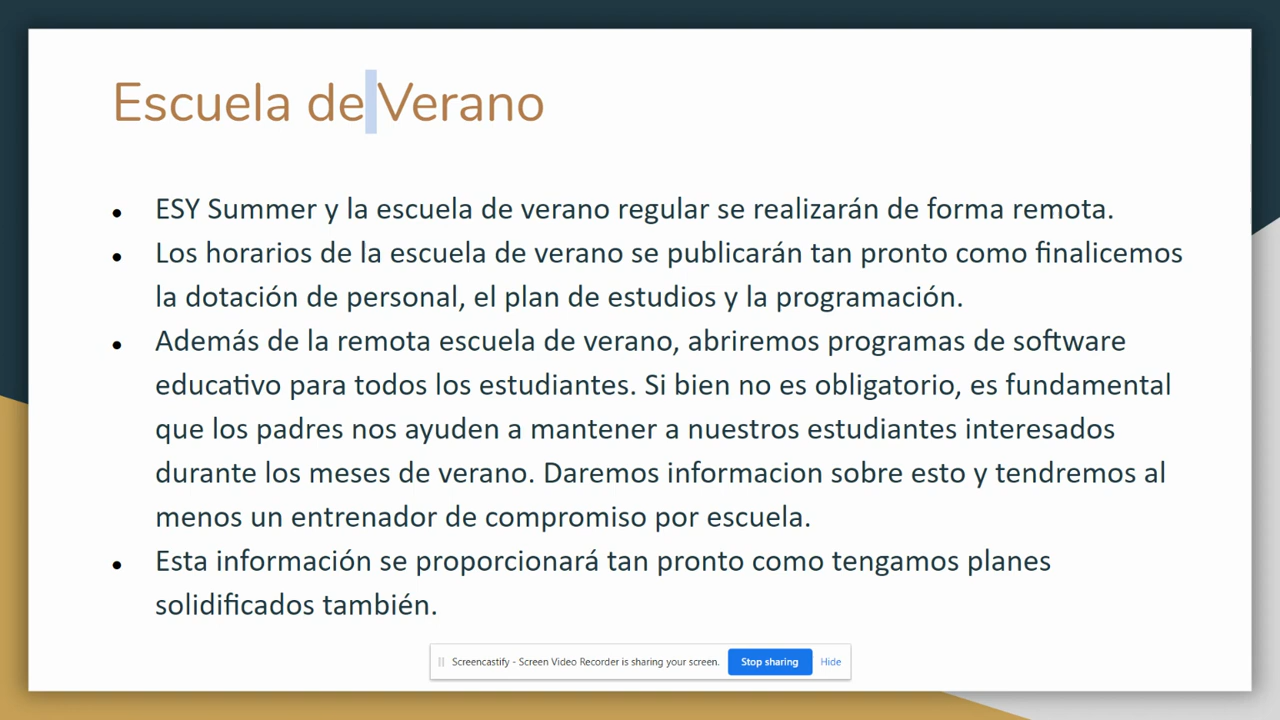 Escuela de Verano
• ESY Summer y la escuela de verano regular se realizarán de forma remota.
• Los horarios de la escuela de verano se publicarán tan pronto como finalicemos
la dotación de personal, el plan de estudios y la programación.
• Además de la remota escuela de verano, abriremos programas de software
educativo para todos los estudiantes. Si bien no es obligatorio, es fundamental
que los padres nos ayuden a mantener a nuestros estudiantes interesados
durante los meses de verano. Daremos informacion sobre esto y tendremos al
menos un entrenador de compromiso por escuela.
• Esta información se proporcionará tan pronto como tengamos planes
solidificados también.
Screencastify - Screen Video Recorder is sharing your screen. Stop sharing Hide